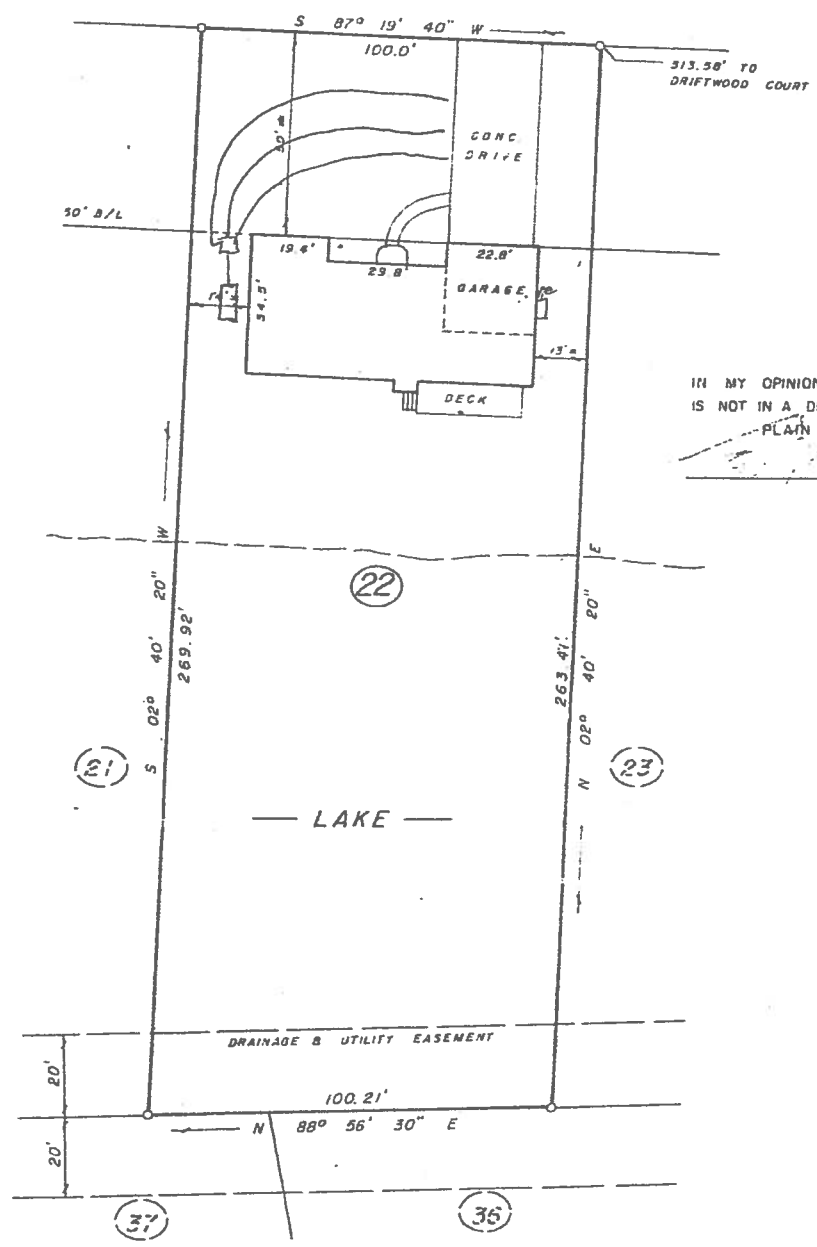 S 87° 19' 40" W
100.0'
313.58' TO
DRIFTWOOD COURT
CONC
DRIVE
50' B/L
19.4'
29.8'
22.8'
34.5'
GARAGE
13'±
DECK
IN MY OPINION
IS NOT IN A
PLAIN
22
S 02° 40' 20" W
269.92'
263.41'
N 02° 40' 20" E
21
23
LAKE
DRAINAGE & UTILITY EASEMENT
20'
100.21'
N 88° 56' 30" E
20'
37
36